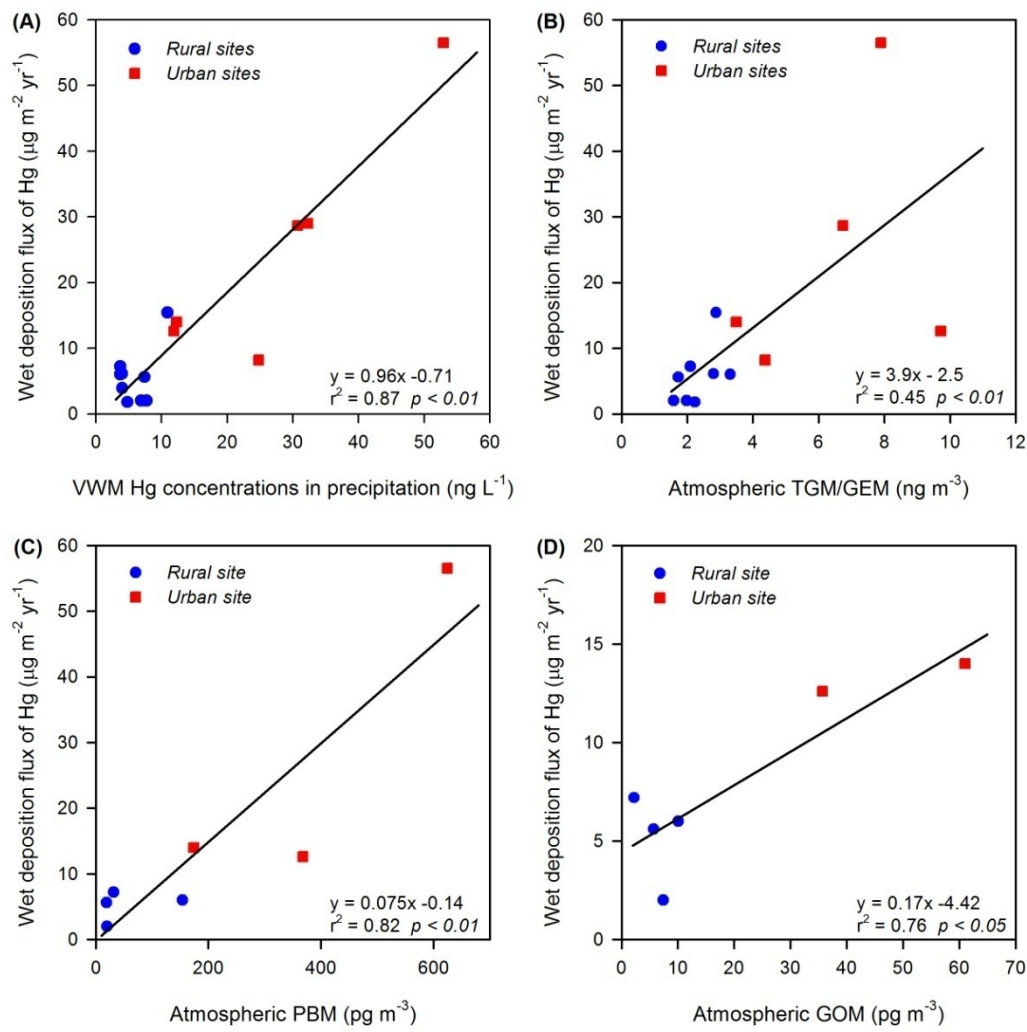 (A)
60
50
40
30
20
10
0
Wet deposition flux of Hg (μg m⁻² yr⁻¹)
Rural sites
Urban sites
y = 0.96x - 0.71
r² = 0.87 p < 0.01
0 10 20 30 40 50 60
VWM Hg concentrations in precipitation (ng L⁻¹)
(B)
60
50
40
30
20
10
0
Wet deposition flux of Hg (μg m⁻² yr⁻¹)
Rural sites
Urban sites
y = 3.9x - 2.5
r² = 0.45 p < 0.01
0 2 4 6 8 10 12
Atmospheric TGM/GEM (ng m⁻³)
(C)
60
50
40
30
20
10
0
Wet deposition flux of Hg (μg m⁻² yr⁻¹)
Rural site
Urban site
y = 0.075x -0.14
r² = 0.82 p < 0.01
0 200 400 600
Atmospheric PBM (pg m⁻³)
(D)
20
15
10
5
0
Wet deposition flux of Hg (μg m⁻² yr⁻¹)
Rural site
Urban site
y = 0.17x -4.42
r² = 0.76 p < 0.05
0 10 20 30 40 50 60 70
Atmospheric GOM (pg m⁻³)